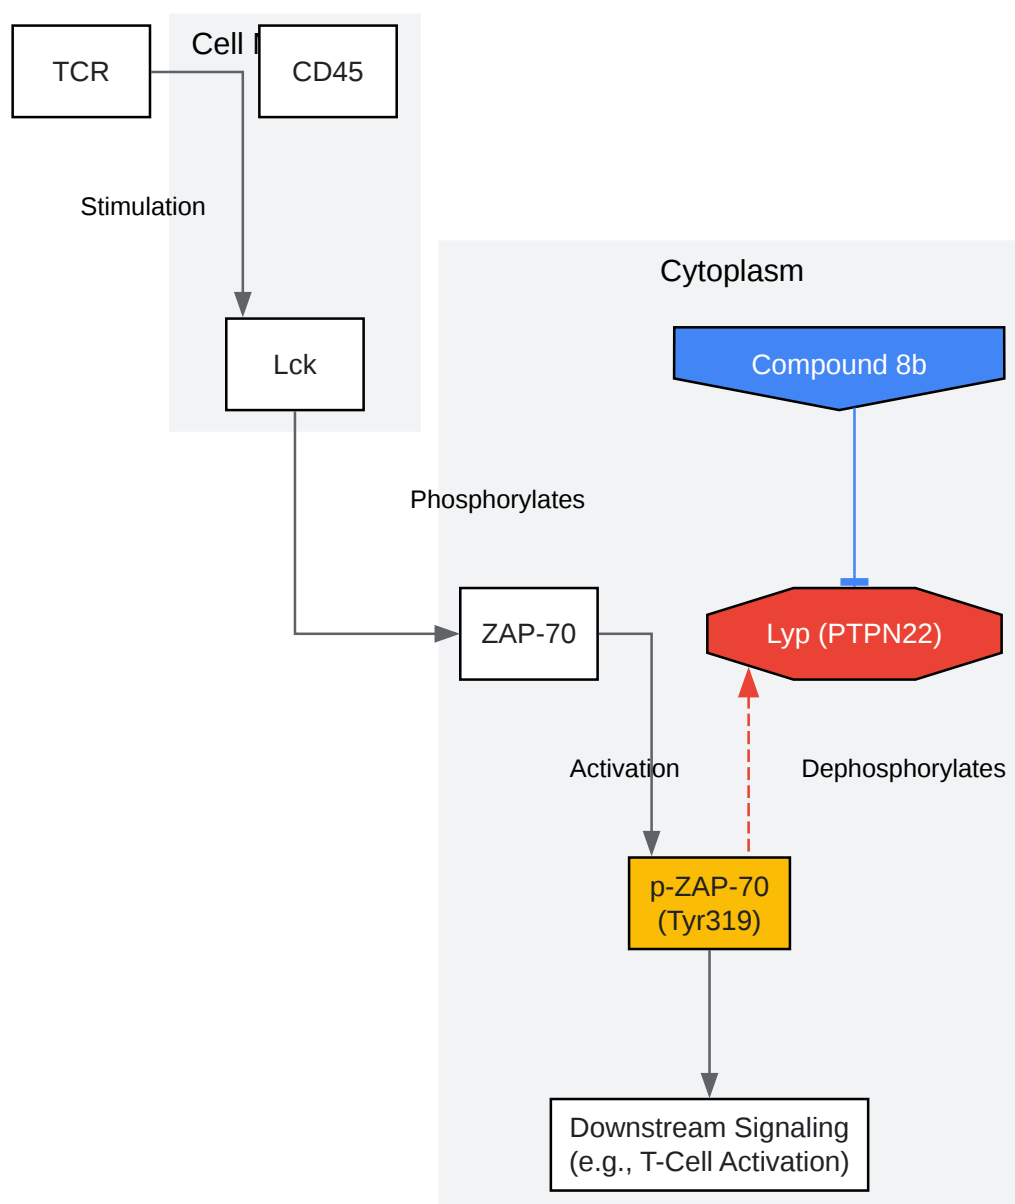 Cell
TCR
CD45
Stimulation
Cytoplasm
Lck
Compound 8b
Phosphorylates
ZAP-70
Lyp (PTPN22)
Activation
Dephosphorylates
p-ZAP-70
(Tyr319)
Downstream Signaling
(e.g., T-Cell Activation)